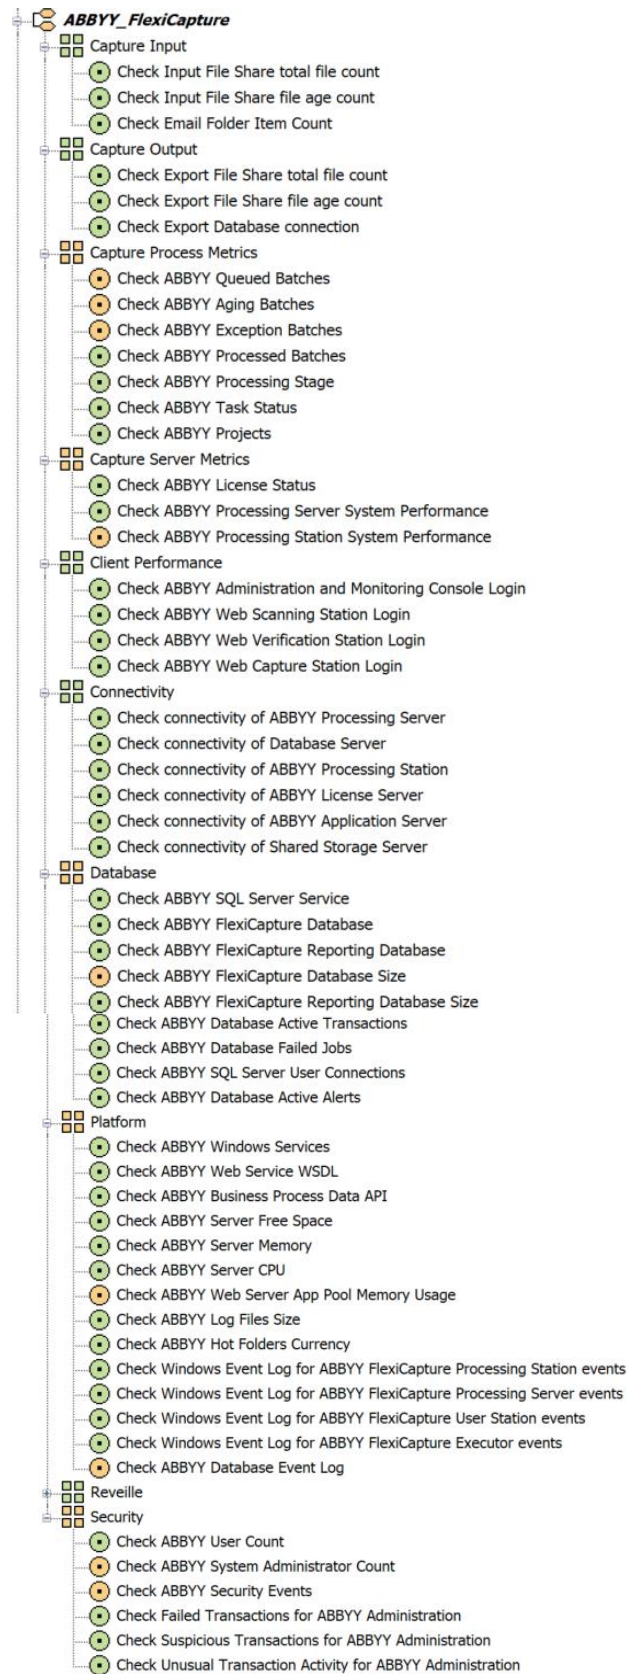 ABBYY_FlexiCapture
Capture Input
Check Input File Share total file count
Check Input File Share file age count
Check Email Folder Item Count
Capture Output
Check Export File Share total file count
Check Export File Share file age count
Check Export Database connection
Capture Process Metrics
Check ABBYY Queued Batches
Check ABBYY Aging Batches
Check ABBYY Exception Batches
Check ABBYY Processed Batches
Check ABBYY Processing Stage
Check ABBYY Task Status
Check ABBYY Projects
Capture Server Metrics
Check ABBYY License Status
Check ABBYY Processing Server System Performance
Check ABBYY Processing Station System Performance
Client Performance
Check ABBYY Administration and Monitoring Console Login
Check ABBYY Web Scanning Station Login
Check ABBYY Web Verification Station Login
Check ABBYY Web Capture Station Login
Connectivity
Check connectivity of ABBYY Processing Server
Check connectivity of Database Server
Check connectivity of ABBYY Processing Station
Check connectivity of ABBYY License Server
Check connectivity of ABBYY Application Server
Check connectivity of Shared Storage Server
Database
Check ABBYY SQL Server Service
Check ABBYY FlexiCapture Database
Check ABBYY FlexiCapture Reporting Database
Check ABBYY FlexiCapture Database Size
Check ABBYY FlexiCapture Reporting Database Size
Check ABBYY Database Active Transactions
Check ABBYY Database Failed Jobs
Check ABBYY SQL Server User Connections
Check ABBYY Database Active Alerts
Platform
Check ABBYY Windows Services
Check ABBYY Web Service WSDL
Check ABBYY Business Process Data API
Check ABBYY Server Free Space
Check ABBYY Server Memory
Check ABBYY Server CPU
Check ABBYY Web Server App Pool Memory Usage
Check ABBYY Log Files Size
Check ABBYY Hot Folders Currency
Check Windows Event Log for ABBYY FlexiCapture Processing Station events
Check Windows Event Log for ABBYY FlexiCapture Processing Server events
Check Windows Event Log for ABBYY FlexiCapture User Station events
Check Windows Event Log for ABBYY FlexiCapture Executor events
Check ABBYY Database Event Log
Reveille
Security
Check ABBYY User Count
Check ABBYY System Administrator Count
Check ABBYY Security Events
Check Failed Transactions for ABBYY Administration
Check Suspicious Transactions for ABBYY Administration
Check Unusual Transaction Activity for ABBYY Administration